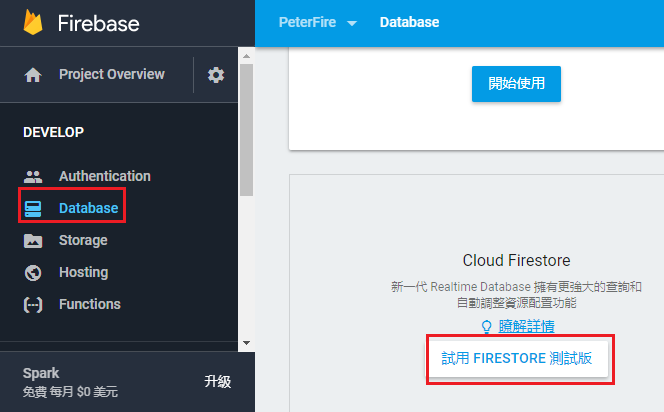 Firebase
Project Overview
DEVELOP
Authentication
Database
Storage
Hosting
Functions
Spark
免費 每月 $0 美元
升級
PeterFire
Database
開始使用
Cloud Firestore
新一代 Realtime Database 擁有更強大的查詢和
自動調整資源配置功能
瞭解詳情
試用 FIRESTORE 測試版